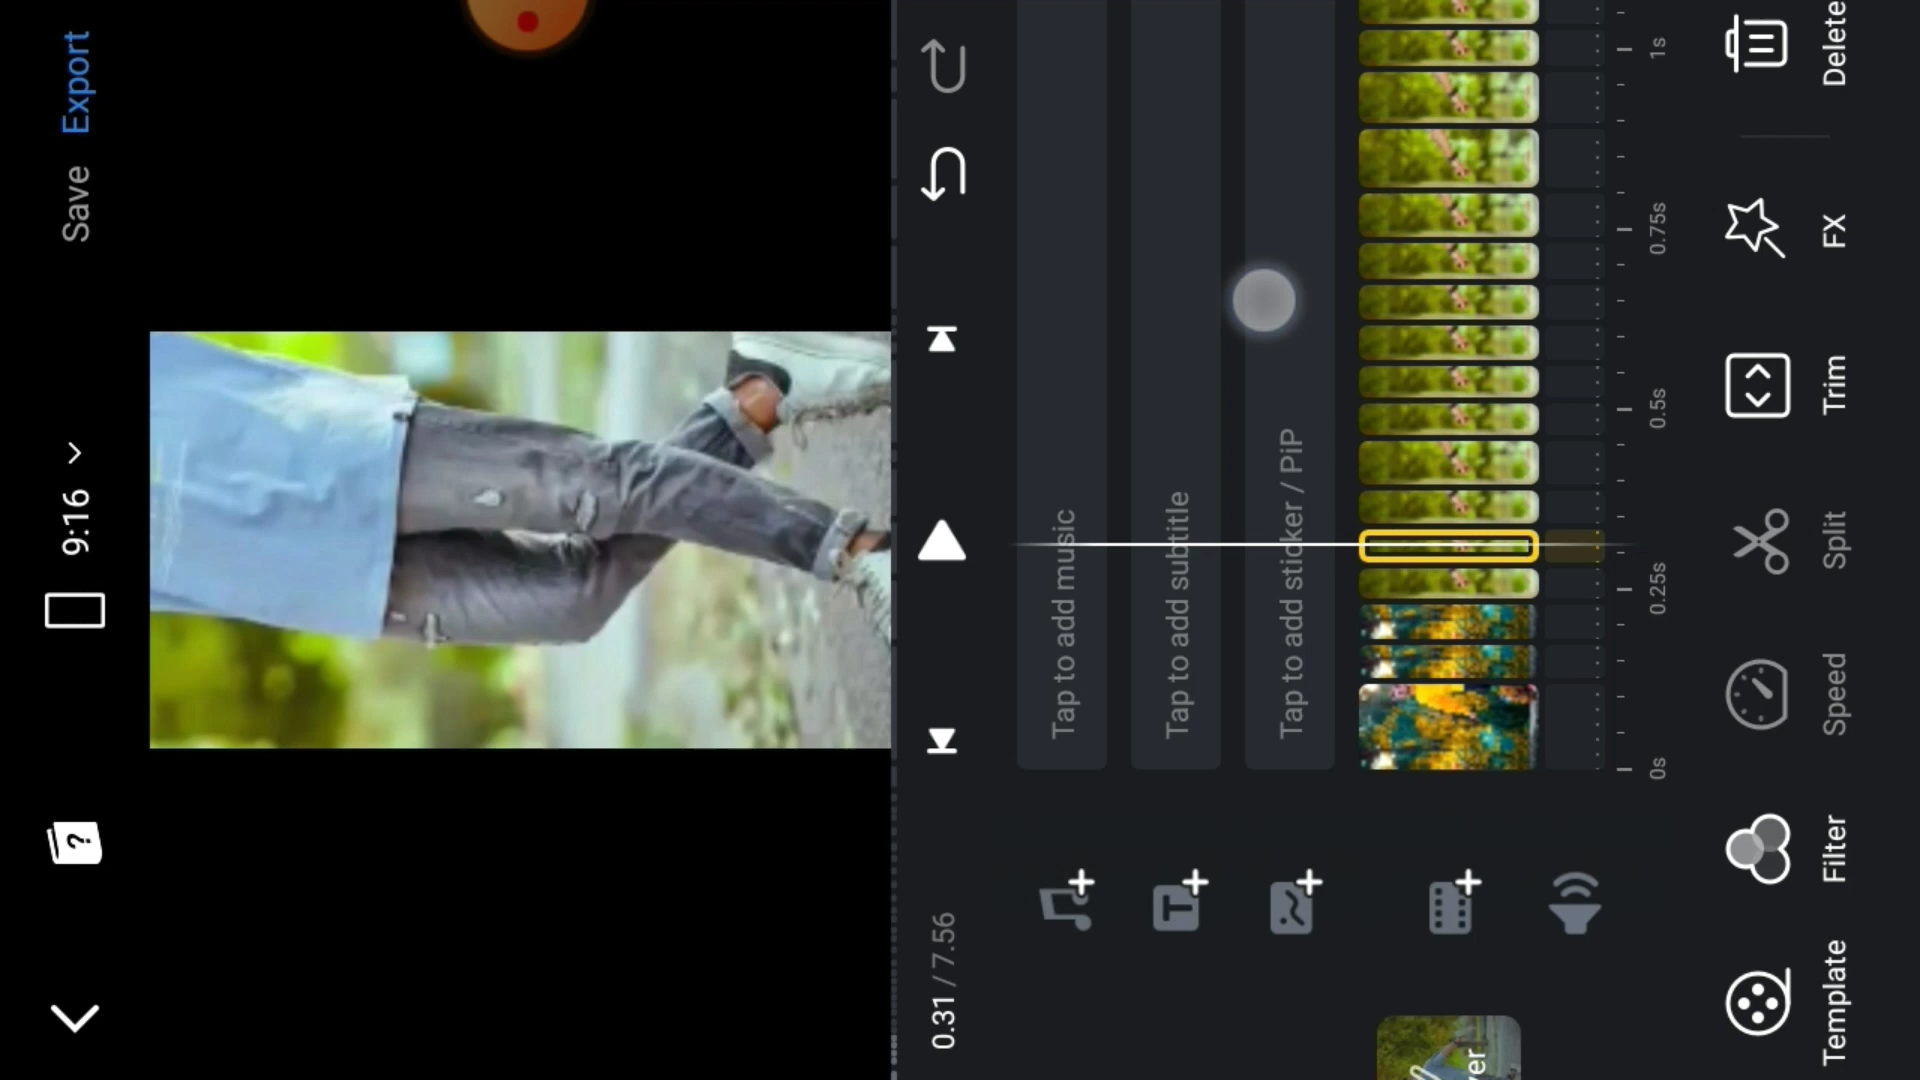 9:16
Save
Export
0.31 / 7.56
Tap to add music
Tap to add subtitle
Tap to add sticker / PiP
ver
0s
0.25s
0.5s
0.75s
1s
Template
Filter
Speed
Split
Trim
FX
Delete